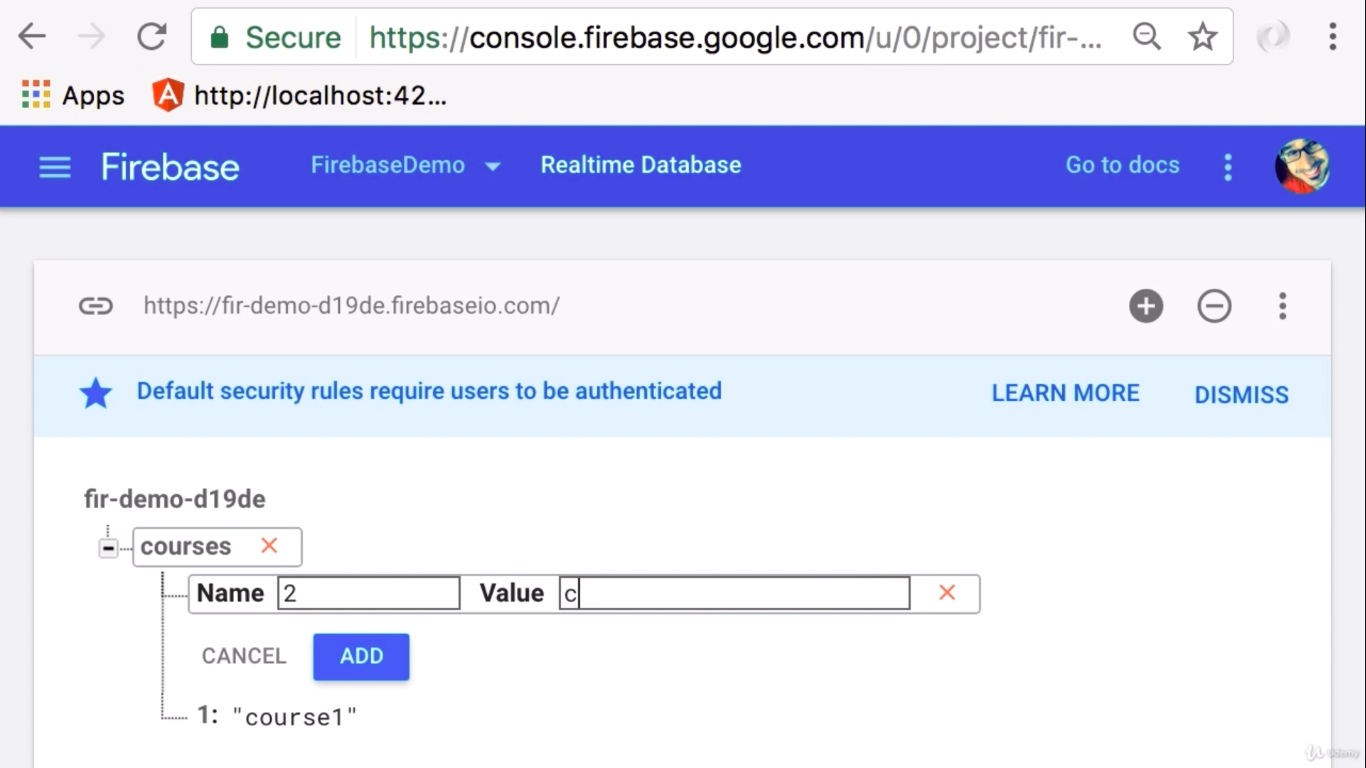 Secure https://console.firebase.google.com/u/0/project/fir-...
Apps http://localhost:42...
Firebase FirebaseDemo Realtime Database Go to docs
https://fir-demo-d19de.firebaseio.com/
Default security rules require users to be authenticated LEARN MORE DISMISS
fir-demo-d19de
courses
Name 2 Value c
CANCEL ADD
1: "course1"
Udemy